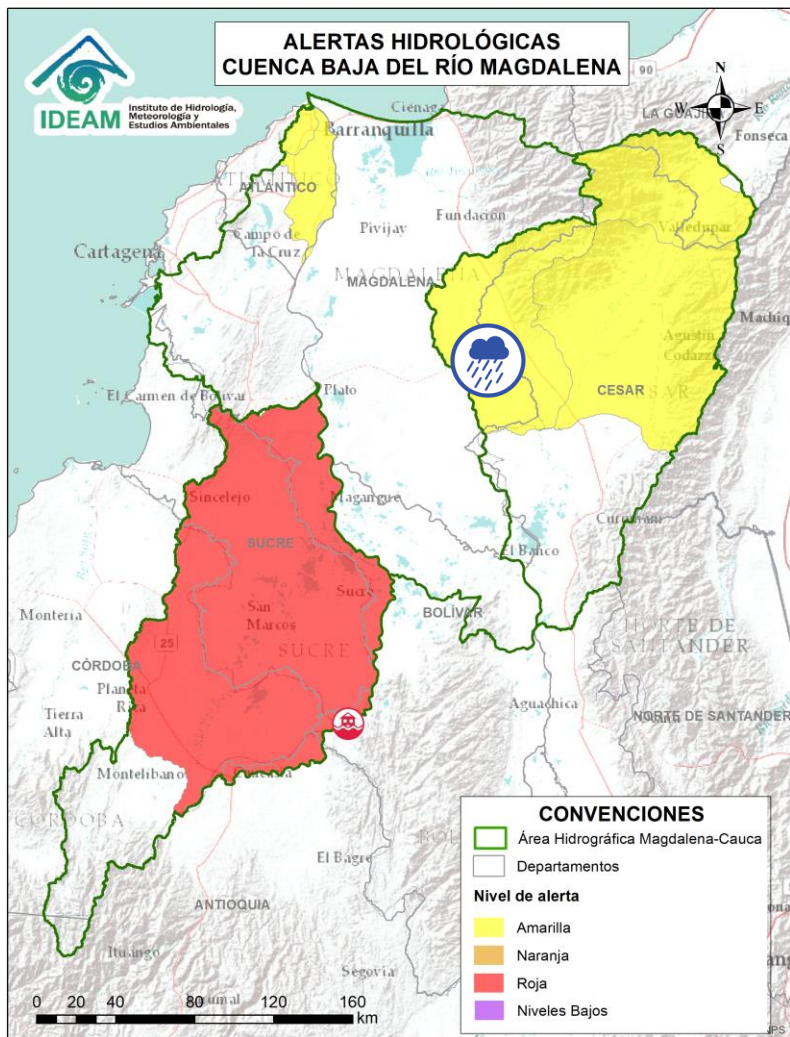 ALERTAS HIDROLÓGICAS
CUENCA BAJA DEL RÍO MAGDALENA
IDEAM
Instituto de Hidrología,
Meteorología y
Estudios Ambientales
N
W E
S
90
Ciénaga
LA GUAJIRA
Fonseca
Barranquilla
ATLÁNTICO
Fundación
Pivijay
Valledupar
Campo de
la Cruz
Cartagena
MAGDALENA
MAGDALENA
Agustín
Codazzi
CESAR
Plato
El Carmen de Bolívar
Sincelejo
Magangué
SUCRE
El Banco
Sucre
San
Marcos
BOLÍVAR
Montería
SUCRE
NORTE DE
SANTANDER
25
CÓRDOBA
Planeta
Rica
Tierra
Alta
Aguachica
NORTE DE SANTANDER
Montelibano
CÓRDOBA
El Bagre
ANTIOQUIA
Ituango
Segovia
0 20 40 80 120 160
km
CONVENCIONES
Área Hidrográfica Magdalena-Cauca
Departamentos
Nivel de alerta
Amarilla
Naranja
Roja
Niveles Bajos